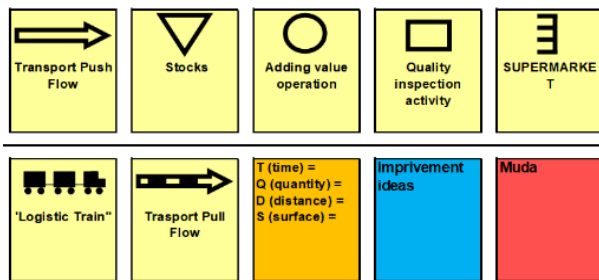 Transport Push
Flow
Stocks
Adding value
operation
Quality
inspection
activity
SUPERMARKE
T
'Logistic Train"
Trasport Pull
Flow
T (time) =
Q (quantity) =
D (distance) =
S (surface) =
Imprivement
ideas
Muda